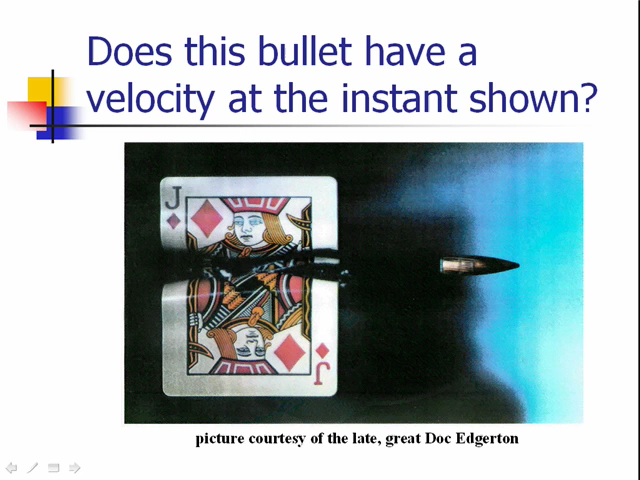 Does this bullet have a
velocity at the instant shown?
J
J
picture courtesy of the late, great Doc Edgerton